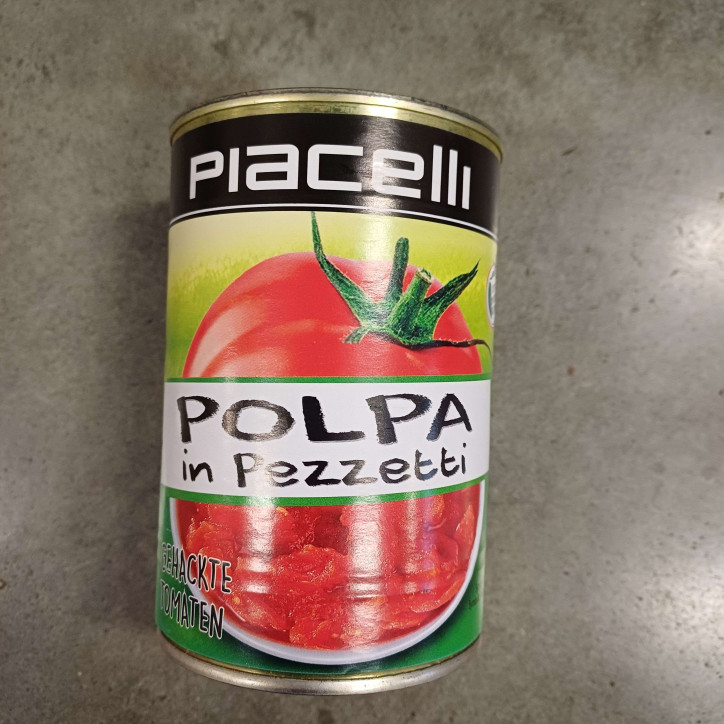 PIacellI
POLPA
in Pezzetti
GEHACKTE
TOMATEN